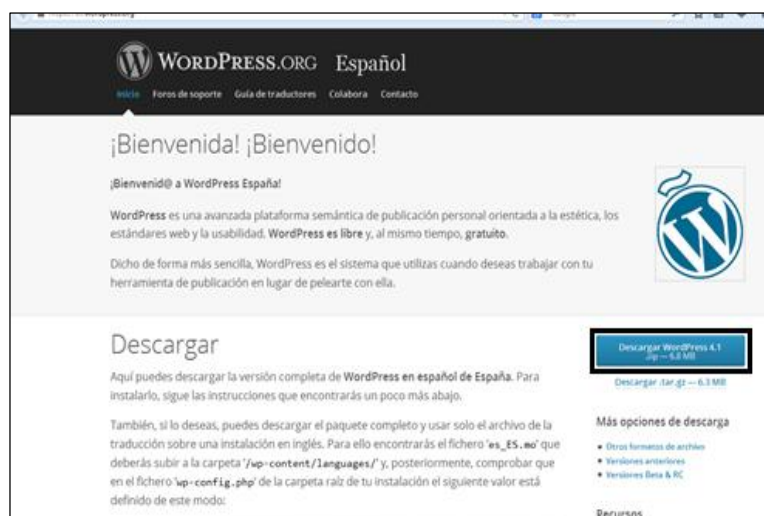 WORDPRESS.ORG Español
Inicio Foros de soporte Guía de traductores Colabora Contacto
¡Bienvenida! ¡Bienvenido!
¡Bienvenid@ a WordPress España!
WordPress es una avanzada plataforma semántica de publicación personal orientada a la estética, los
estándares web y la usabilidad. WordPress es libre y, al mismo tiempo, gratuito.
Dicho de forma más sencilla, WordPress es el sistema que utilizas cuando deseas trabajar con tu
herramienta de publicación en lugar de pelearte con ella.
Descargar
Aquí puedes descargar la versión completa de WordPress en español de España. Para
instalarlo, sigue las instrucciones que encontrarás un poco más abajo.
También, si lo deseas, puedes descargar el paquete completo y usar solo el archivo de la
traducción sobre una instalación en inglés. Para ello encontrarás el fichero 'es_ES.mo' que
deberás subir a la carpeta '/wp-content/languages/' y, posteriormente, comprobar que
en el fichero 'wp-config.php' de la carpeta raíz de tu instalación el siguiente valor está
definido de este modo:
Descargar WordPress 4.1
.zip — 6.8 MB
Descargar .tar.gz — 6.3 MB
Más opciones de descarga
Otros formatos de archivo
Versiones anteriores
Versiones Beta & RC
Recursos